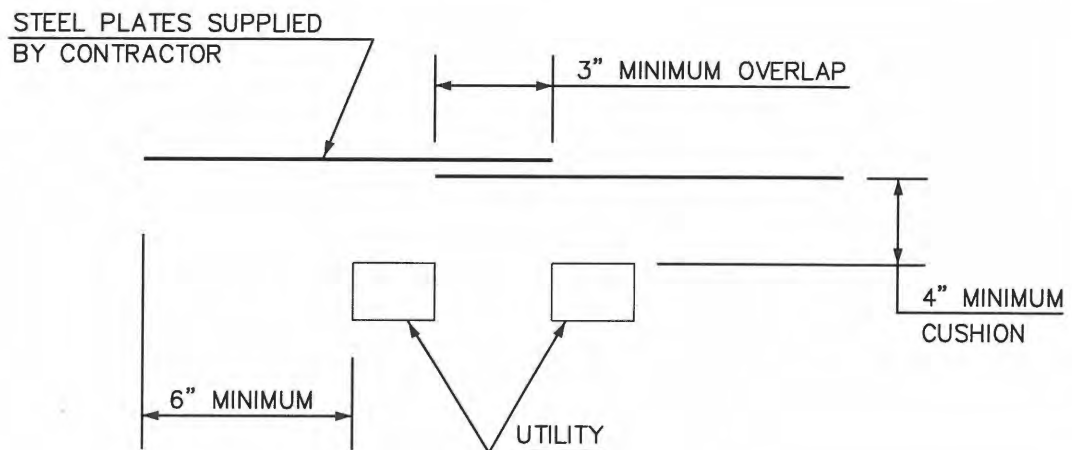 STEEL PLATES SUPPLIED
BY CONTRACTOR
3" MINIMUM OVERLAP
4" MINIMUM
CUSHION
6" MINIMUM
UTILITY